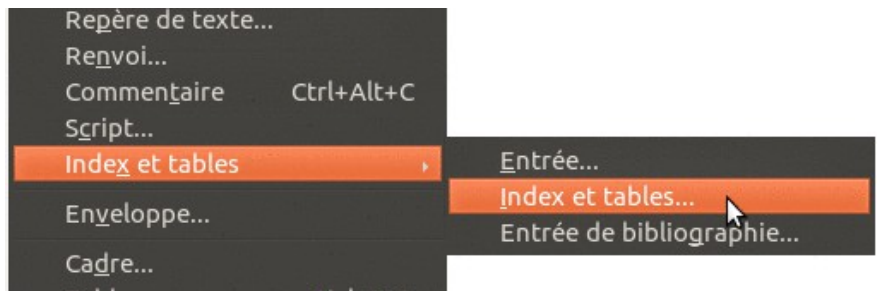 Repère de texte...
Renvoi...
Commentaire Ctrl+Alt+C
Script...
Index et tables
Entrée...
Index et tables...
Entrée de bibliographie...
Enveloppe...
Cadre...